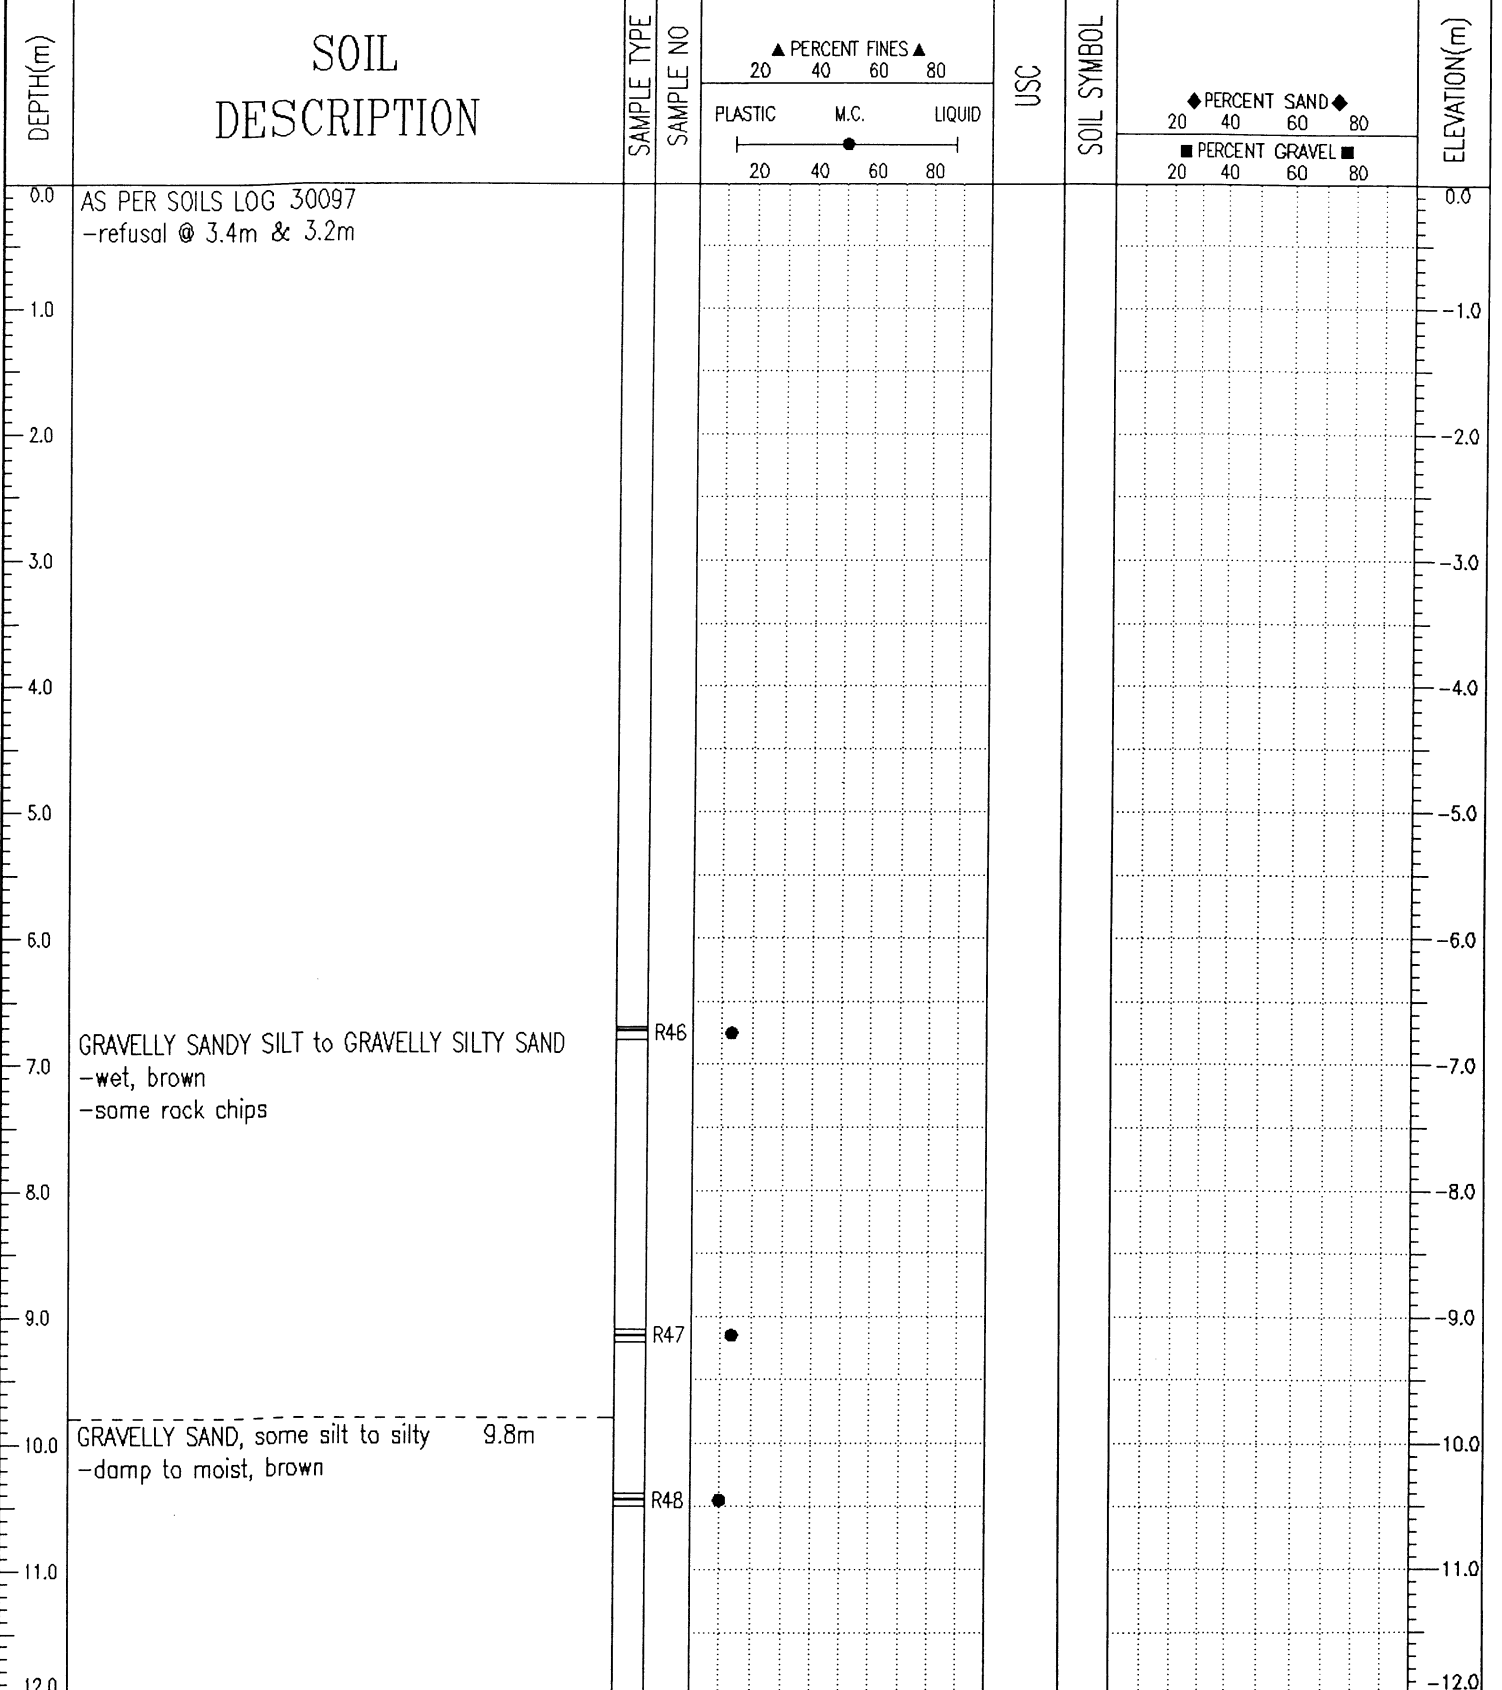 DEPTH(m)
SOIL
DESCRIPTION
SAMPLE TYPE
SAMPLE NO
▲ PERCENT FINES ▲
20 40 60 80
PLASTIC M.C. LIQUID
20 40 60 80
USC
SOIL SYMBOL
◆ PERCENT SAND ◆
20 40 60 80
■ PERCENT GRAVEL ■
20 40 60 80
ELEVATION(m)
0.0 AS PER SOILS LOG 30097 0.0
-refusal @ 3.4m & 3.2m
1.0 -1.0
2.0 -2.0
3.0 -3.0
4.0 -4.0
5.0 -5.0
6.0 -6.0
R46
GRAVELLY SANDY SILT to GRAVELLY SILTY SAND
7.0 -7.0
-wet, brown
-some rock chips
8.0 -8.0
9.0 -9.0
R47
GRAVELLY SAND, some silt to silty 9.8m
10.0 -10.0
-damp to moist, brown
R48
11.0 -11.0
12.0 -12.0